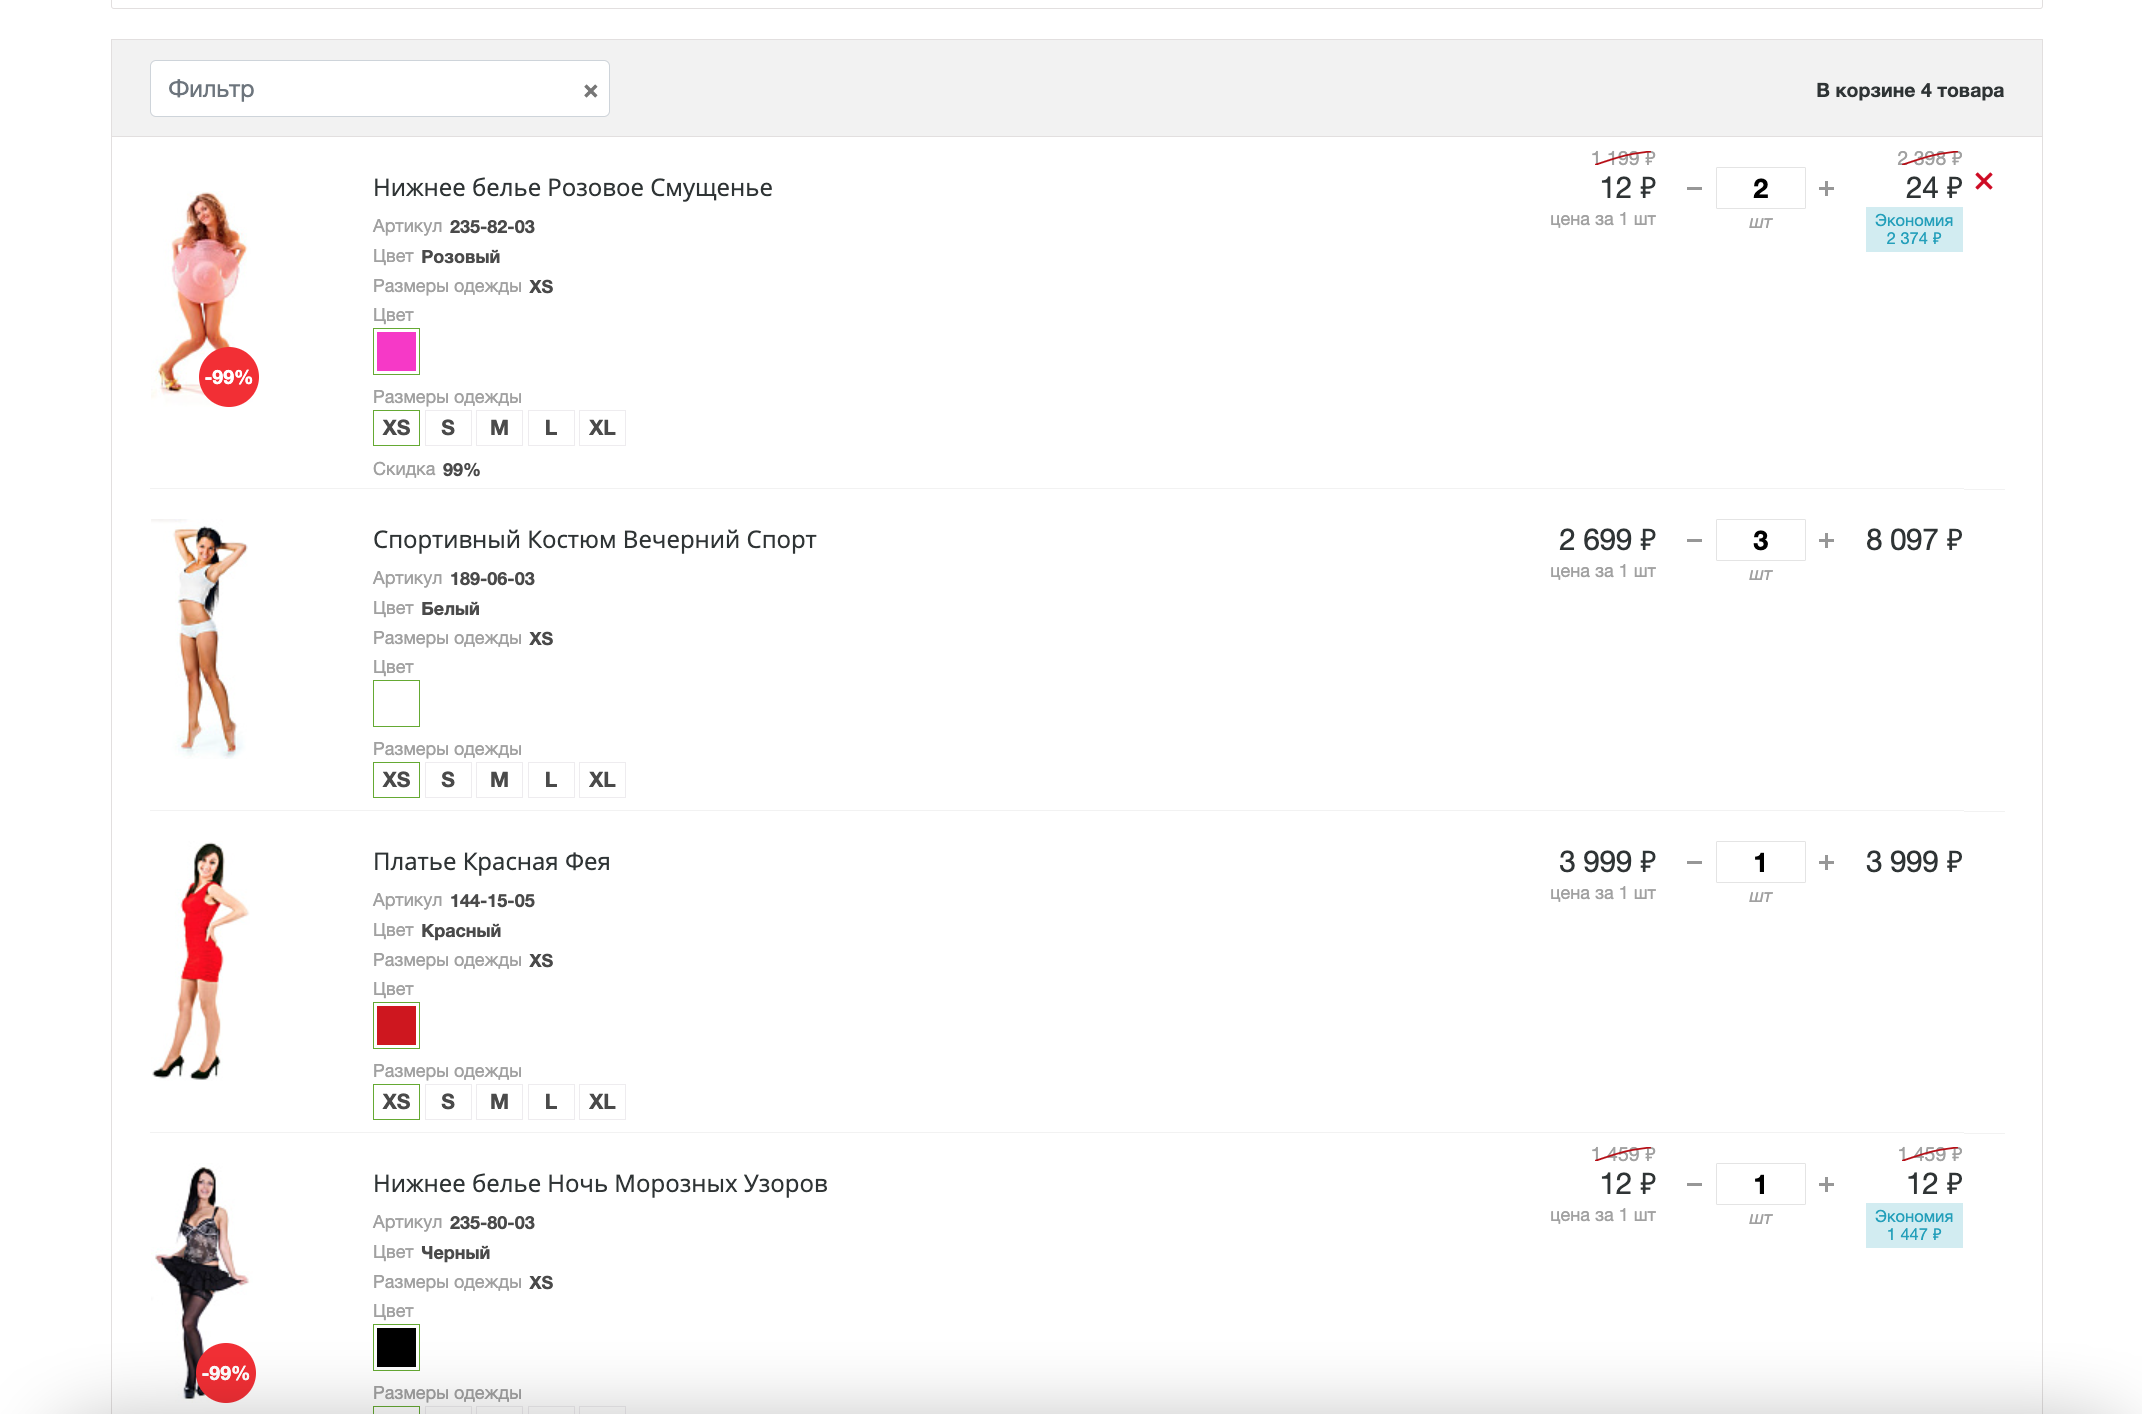 Фильтр ×
В корзине 4 товара
Нижнее белье Розовое Смущенье
Артикул 235-82-03
Цвет Розовый
Размеры одежды XS
Цвет
Размеры одежды
XS S M L XL
Скидка 99%
-99%
1 199 ₽
12 ₽
цена за 1 шт
− 2 +
шт
2 398 ₽
24 ₽
Экономия
2 374 ₽
Спортивный Костюм Вечерний Спорт
Артикул 189-06-03
Цвет Белый
Размеры одежды XS
Цвет
Размеры одежды
XS S M L XL
2 699 ₽
цена за 1 шт
− 3 +
шт
8 097 ₽
Платье Красная Фея
Артикул 144-15-05
Цвет Красный
Размеры одежды XS
Цвет
Размеры одежды
XS S M L XL
3 999 ₽
цена за 1 шт
− 1 +
шт
3 999 ₽
Нижнее белье Ночь Морозных Узоров
Артикул 235-80-03
Цвет Черный
Размеры одежды XS
Цвет
Размеры одежды
-99%
1 459 ₽
12 ₽
цена за 1 шт
− 1 +
шт
1 459 ₽
12 ₽
Экономия
1 447 ₽